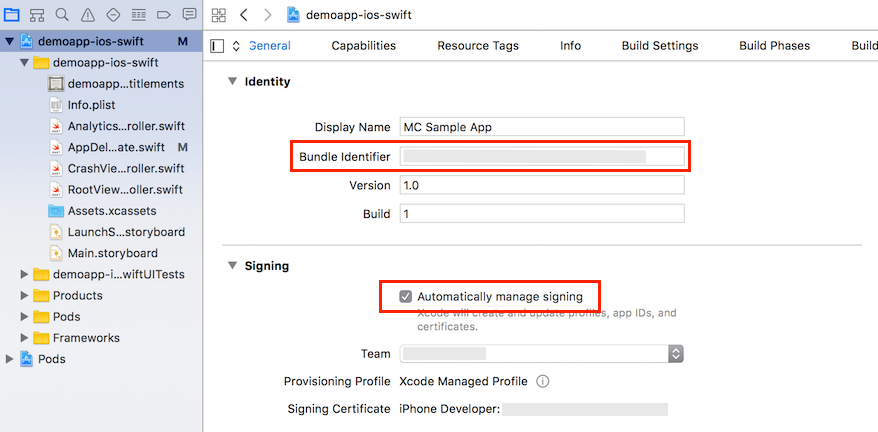 demoapp-ios-swift
demoapp-ios-swift M
General Capabilities Resource Tags Info Build Settings Build Phases Build
demoapp-ios-swift
demoapp...titlements
Info.plist
Analytics...roller.swift
AppDel...ate.swift M
CrashVie...roller.swift
RootView...oller.swift
Assets.xcassets
LaunchS...storyboard
Main.storyboard
demoapp-i...wiftUITests
Products
Pods
Frameworks
Pods
Identity
Display Name MC Sample App
Bundle Identifier
Version 1.0
Build 1
Signing
Automatically manage signing
Xcode will create and update profiles, app IDs, and
certificates.
Team
Provisioning Profile Xcode Managed Profile
Signing Certificate iPhone Developer: